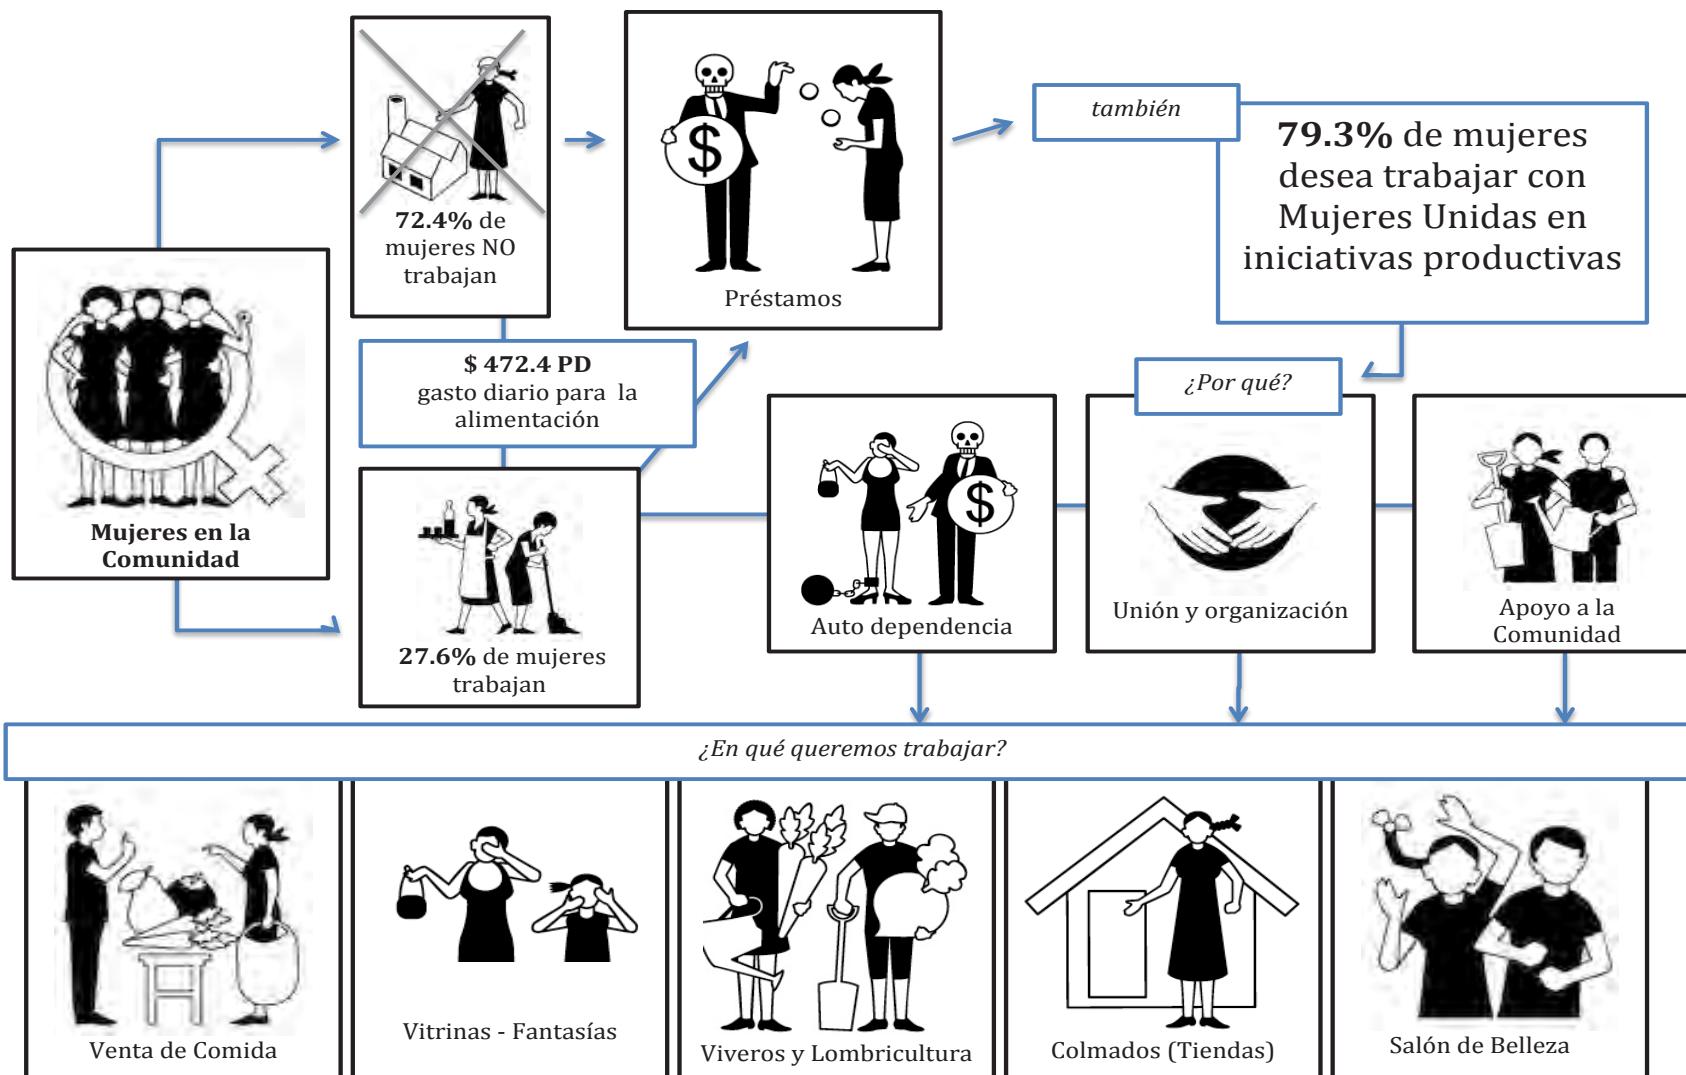 72.4% de
mujeres NO
trabajan
$
Préstamos
también
79.3% de mujeres
desea trabajar con
Mujeres Unidas en
iniciativas productivas
Mujeres en la
Comunidad
$ 472.4 PD
gasto diario para la
alimentación
¿Por qué?
27.6% de mujeres
trabajan
$
Auto dependencia
Unión y organización
Apoyo a la
Comunidad
¿En qué queremos trabajar?
Venta de Comida
Vitrinas - Fantasías
Viveros y Lombricultura
Colmados (Tiendas)
Salón de Belleza